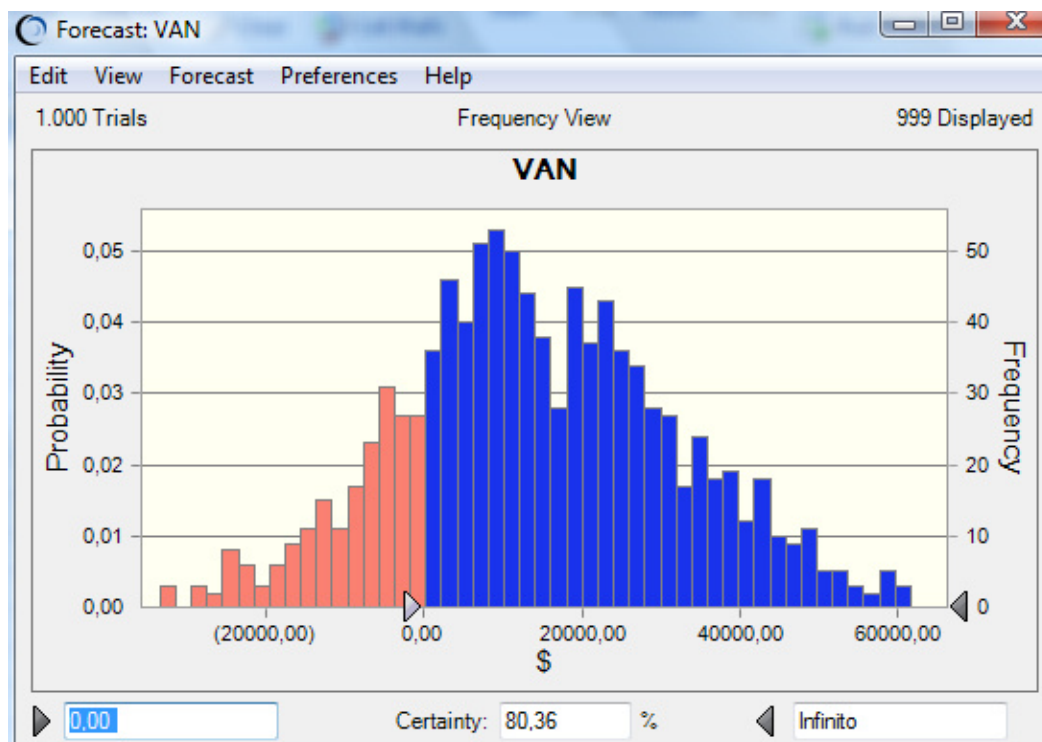 Forecast: VAN
Edit View Forecast Preferences Help
1.000 Trials Frequency View 999 Displayed
VAN
Probability
0,05
0,04
0,03
0,02
0,01
0,00
50
40
30
20
10
0
Frequency
(20000,00) 0,00 20000,00 40000,00 60000,00
$
0,00 Certainty: 80,36 % Infinito